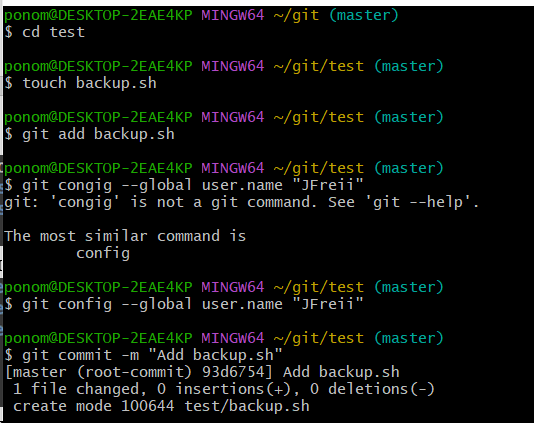 ponom@DESKTOP-2EAE4KP MINGW64 ~/git (master)
$ cd test
ponom@DESKTOP-2EAE4KP MINGW64 ~/git/test (master)
$ touch backup.sh
ponom@DESKTOP-2EAE4KP MINGW64 ~/git/test (master)
$ git add backup.sh
ponom@DESKTOP-2EAE4KP MINGW64 ~/git/test (master)
$ git congig --global user.name "JFreii"
git: 'congig' is not a git command. See 'git --help'.
The most similar command is
config
ponom@DESKTOP-2EAE4KP MINGW64 ~/git/test (master)
$ git config --global user.name "JFreii"
ponom@DESKTOP-2EAE4KP MINGW64 ~/git/test (master)
$ git commit -m "Add backup.sh"
[master (root-commit) 93d6754] Add backup.sh
1 file changed, 0 insertions(+), 0 deletions(-)
create mode 100644 test/backup.sh